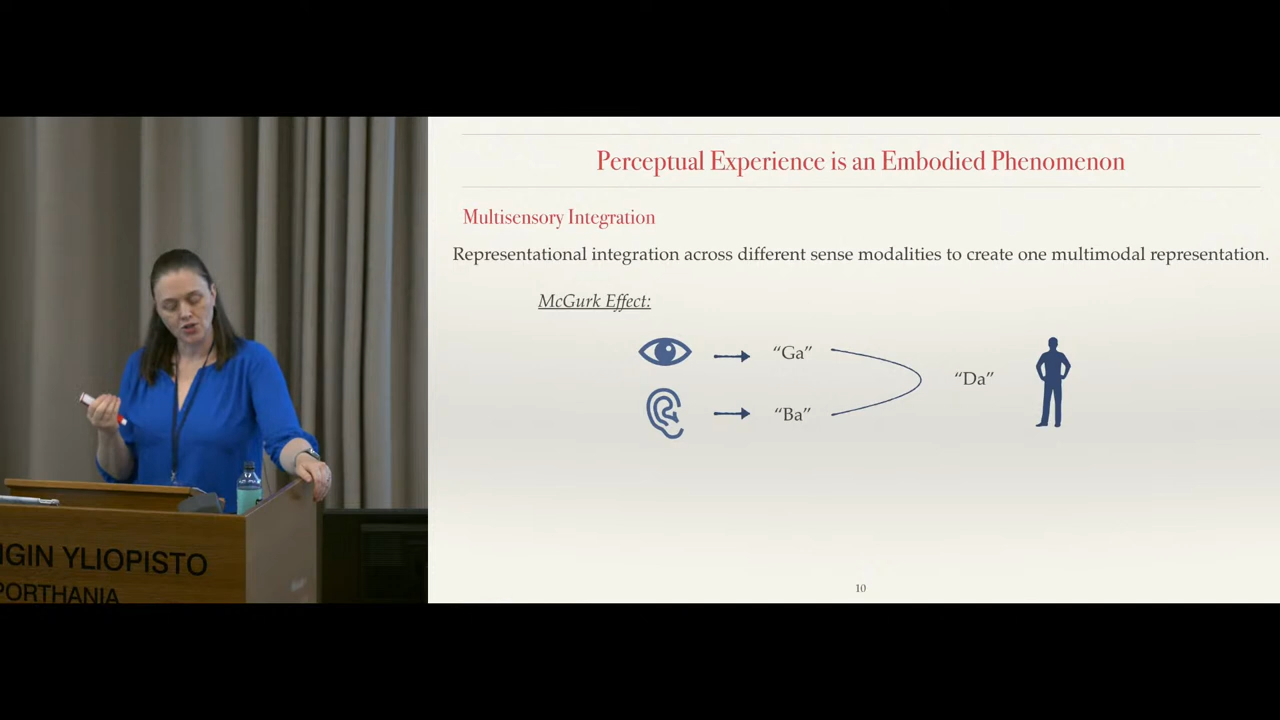 Perceptual Experience is an Embodied Phenomenon
Multisensory Integration
Representational integration across different sense modalities to create one multimodal representation.
McGurk Effect:
“Ga”
“Da”
“Ba”
10
IGIN YLIOPISTO
PORTHANIA